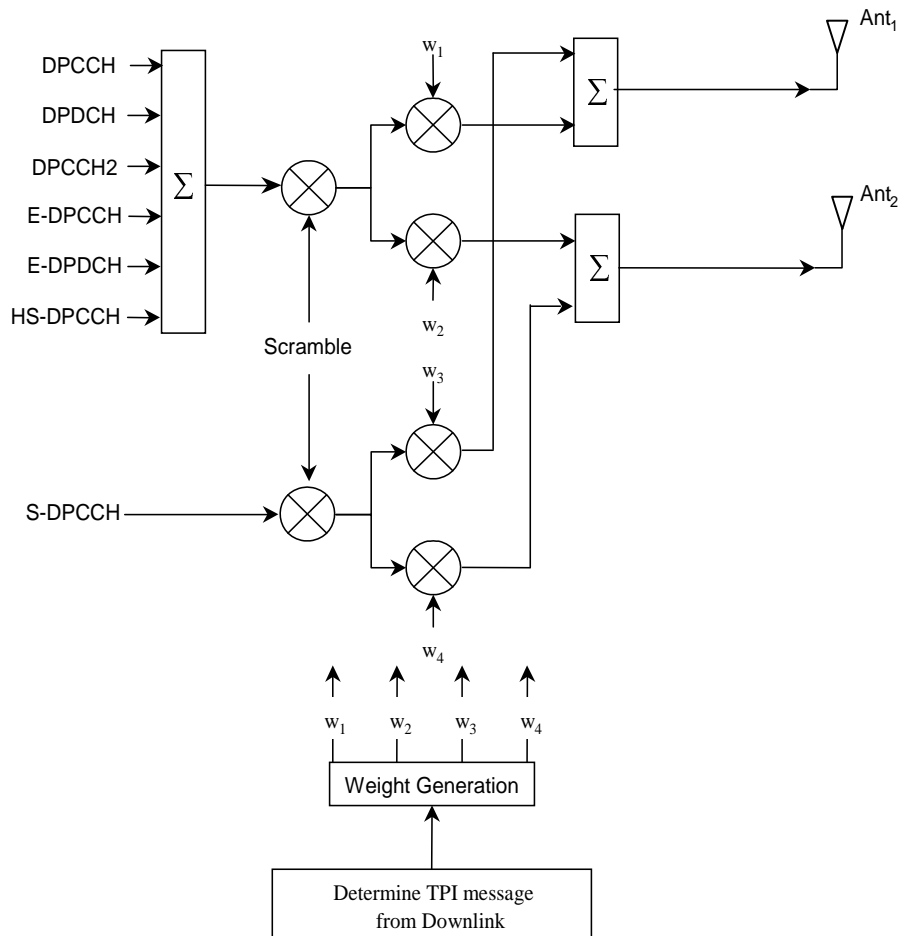 Ant1
w1
DPCCH
Σ
DPDCH
DPCCH2
Σ
Ant2
E-DPCCH
Σ
E-DPDCH
HS-DPCCH
w2
Scramble
w3
S-DPCCH
w4
w1 w2 w3 w4
Weight Generation
Determine TPI message
from Downlink